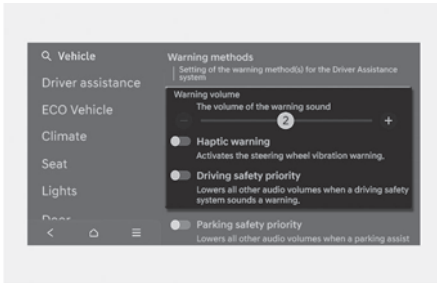 Vehicle
Driver assistance
ECO Vehicle
Climate
Seat
Lights
Door
Warning methods
Setting of the warning method(s) for the Driver Assistance
system
Warning volume
The volume of the warning sound
2
Haptic warning
Activates the steering wheel vibration warning.
Driving safety priority
Lowers all other audio volumes when a driving safety
system sounds a warning.
Parking safety priority
Lowers all other audio volumes when a parking assist